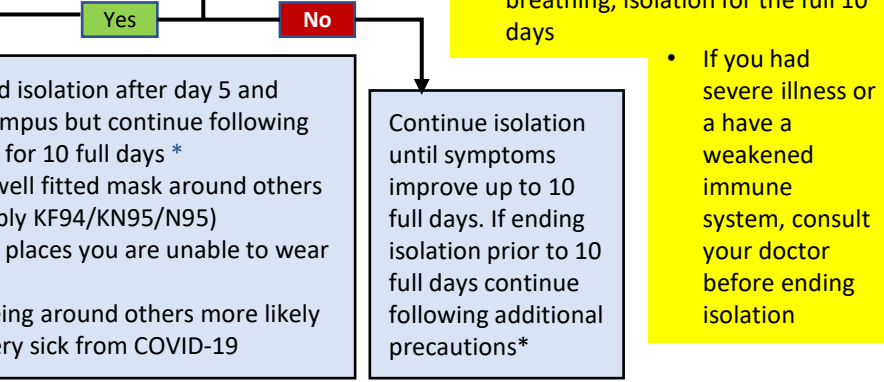 Yes
No
breathing, isolation for the full 10
days
• If you had
severe illness or
a have a
weakened
immune
system, consult
your doctor
before ending
isolation
isolation after day 5 and
but continue following
for 10 full days *
well fitted mask around others
KF94/KN95/N95)
places you are unable to wear
around others more likely
sick from COVID-19
Continue isolation
until symptoms
improve up to 10
full days. If ending
isolation prior to 10
full days continue
following additional
precautions*